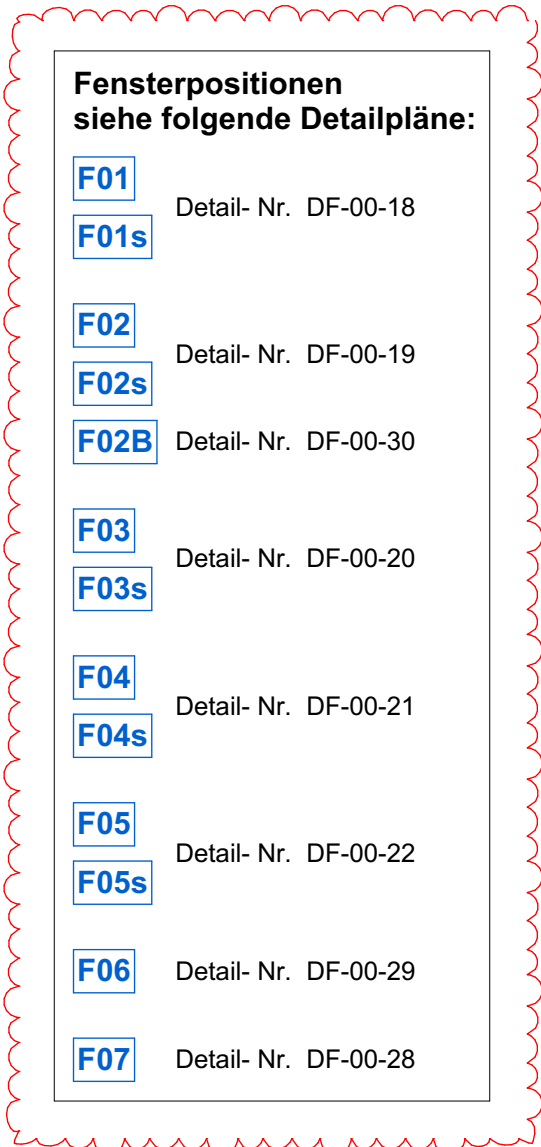 Fensterpositionen
siehe folgende Detailpläne:
F01
Detail- Nr. DF-00-18
F01s
F02
Detail- Nr. DF-00-19
F02s
F02B Detail- Nr. DF-00-30
F03
Detail- Nr. DF-00-20
F03s
F04
Detail- Nr. DF-00-21
F04s
F05
Detail- Nr. DF-00-22
F05s
F06 Detail- Nr. DF-00-29
F07 Detail- Nr. DF-00-28